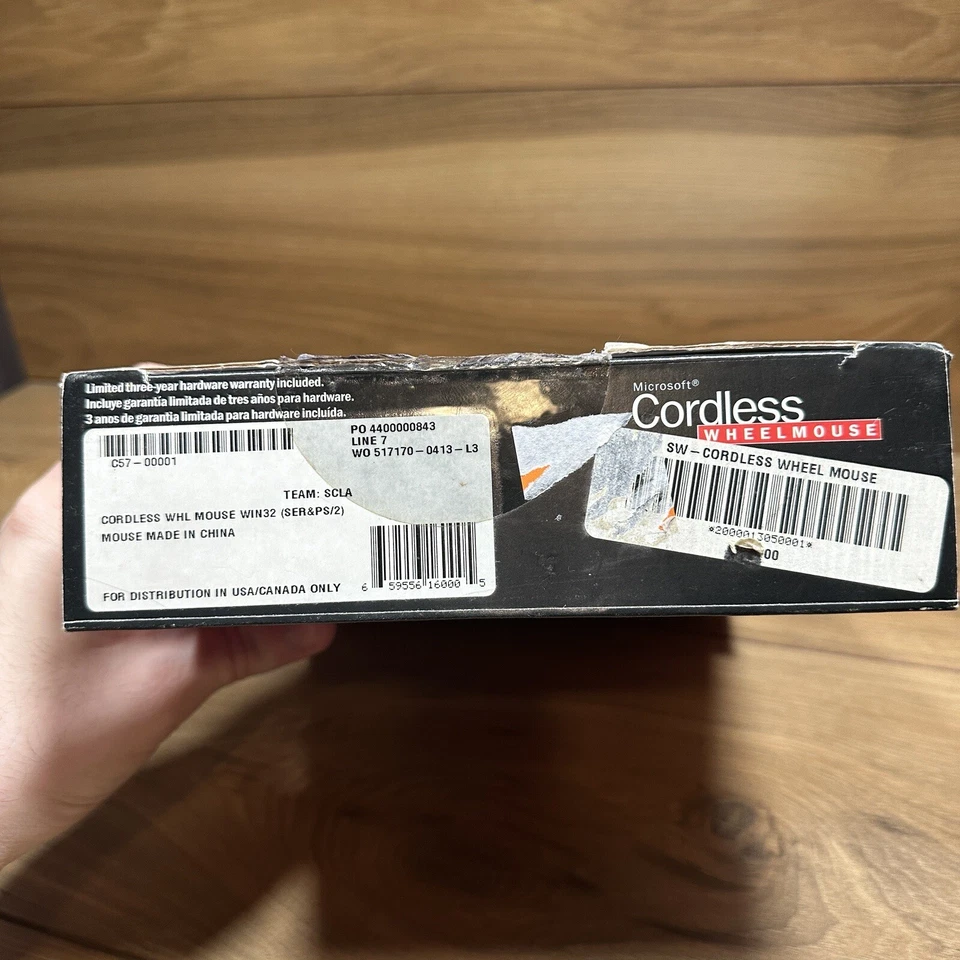 Limited three-year hardware warranty included.
Incluye garantía limitada de tres años para hardware.
3 anos de garantia limitada para hardware incluída.
C57-00001
PO 4400000843
LINE 7
WO 517170-0413-L3
TEAM: SCLA
CORDLESS WHL MOUSE WIN32 (SER&PS/2)
MOUSE MADE IN CHINA
FOR DISTRIBUTION IN USA/CANADA ONLY
6 59556 16000 5
Microsoft®
Cordless
WHEELMOUSE
SW-CORDLESS WHEEL MOUSE
*2000013050001*
00